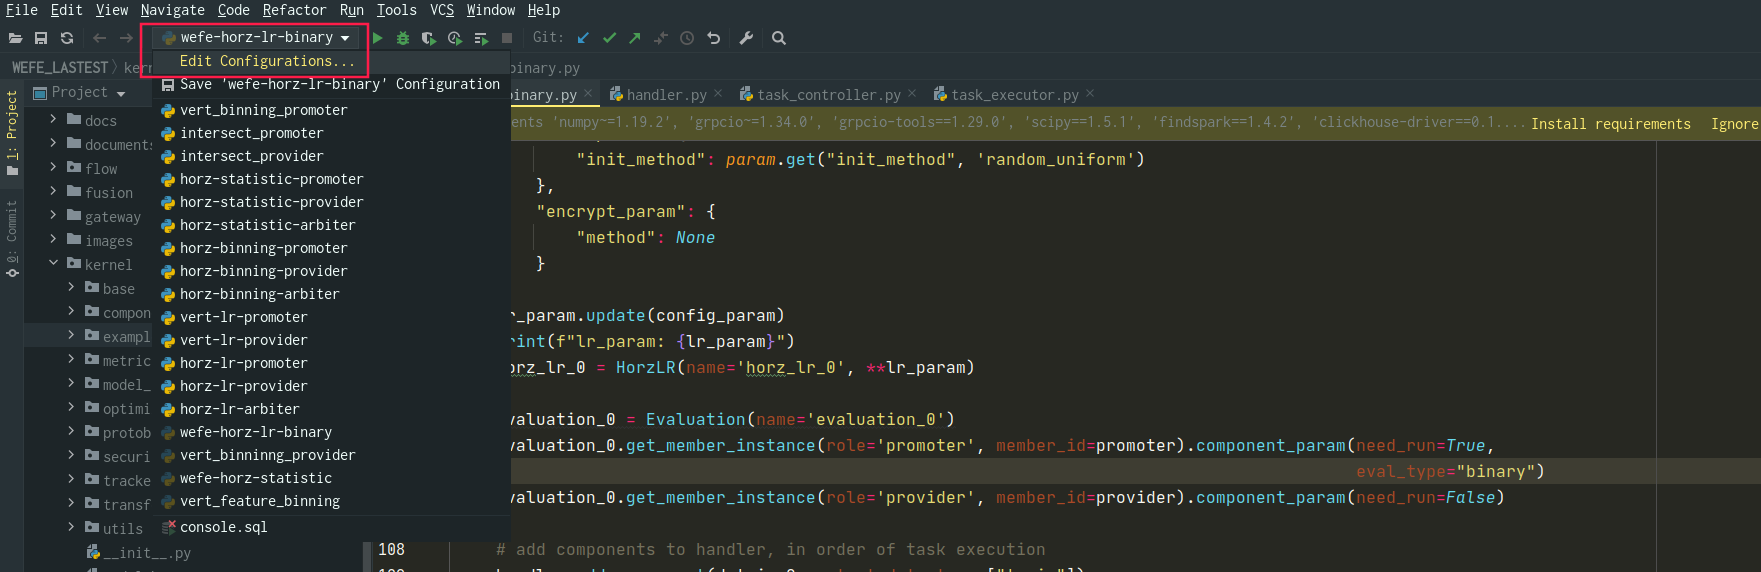 File Edit View Navigate Code Refactor Run Tools VCS Window Help
wefe-horz-lr-binary Git:
WEFE_LASTEST kern binary.py
Edit Configurations...
Save 'wefe-horz-lr-binary' Configuration
vert_binning_promoter
intersect_promoter
intersect_provider
horz-statistic-promoter
horz-statistic-provider
horz-statistic-arbiter
horz-binning-promoter
horz-binning-provider
horz-binning-arbiter
vert-lr-promoter
vert-lr-provider
horz-lr-promoter
horz-lr-provider
horz-lr-arbiter
wefe-horz-lr-binary
vert_binninng_provider
wefe-horz-statistic
vert_feature_binning
console.sql
1: Project
0: Commit
Project
docs
documents
flow
fusion
gateway
images
kernel
base
compon
exampl
metric
model_
optimi
protob
securi
tracke
transf
utils
__init__.py
binary.py handler.py task_controller.py task_executor.py
ents 'numpy~=1.19.2', 'grpcio~=1.34.0', 'grpcio-tools==1.29.0', 'scipy==1.5.1', 'findspark==1.4.2', 'clickhouse-driver==0.1.... Install requirements Ignore
"init_method": param.get("init_method", 'random_uniform')
},
"encrypt_param": {
"method": None
}
r_param.update(config_param)
rint(f"lr_param: {lr_param}")
orz_lr_0 = HorzLR(name='horz_lr_0', **lr_param)
valuation_0 = Evaluation(name='evaluation_0')
valuation_0.get_member_instance(role='promoter', member_id=promoter).component_param(need_run=True,
eval_type="binary")
valuation_0.get_member_instance(role='provider', member_id=provider).component_param(need_run=False)
108 # add components to handler, in order of task execution